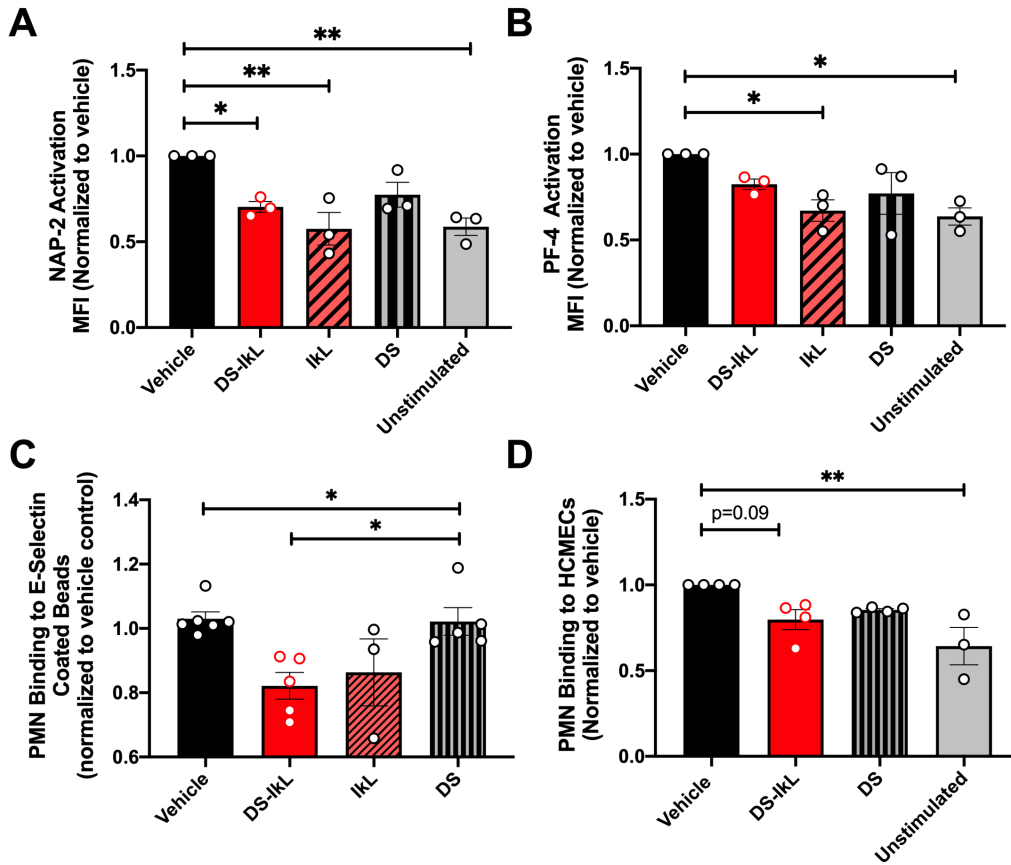 A
NAP-2 Activation
MFI (Normalized to vehicle)
1.5
1.0
0.5
0.0
**
**
*
Vehicle
DS-IkL
IkL
DS
Unstimulated
B
PF-4 Activation
MFI (Normalized to vehicle)
1.5
1.0
0.5
0.0
*
*
Vehicle
DS-IkL
IkL
DS
Unstimulated
C
PMN Binding to E-Selectin
Coated Beads
(normalized to vehicle control)
1.4
1.2
1.0
0.8
0.6
*
*
Vehicle
DS-IkL
IkL
DS
D
PMN Binding to HCMECs
(Normalized to vehicle)
1.5
1.0
0.5
0.0
**
p=0.09
Vehicle
DS-IkL
DS
Unstimulated